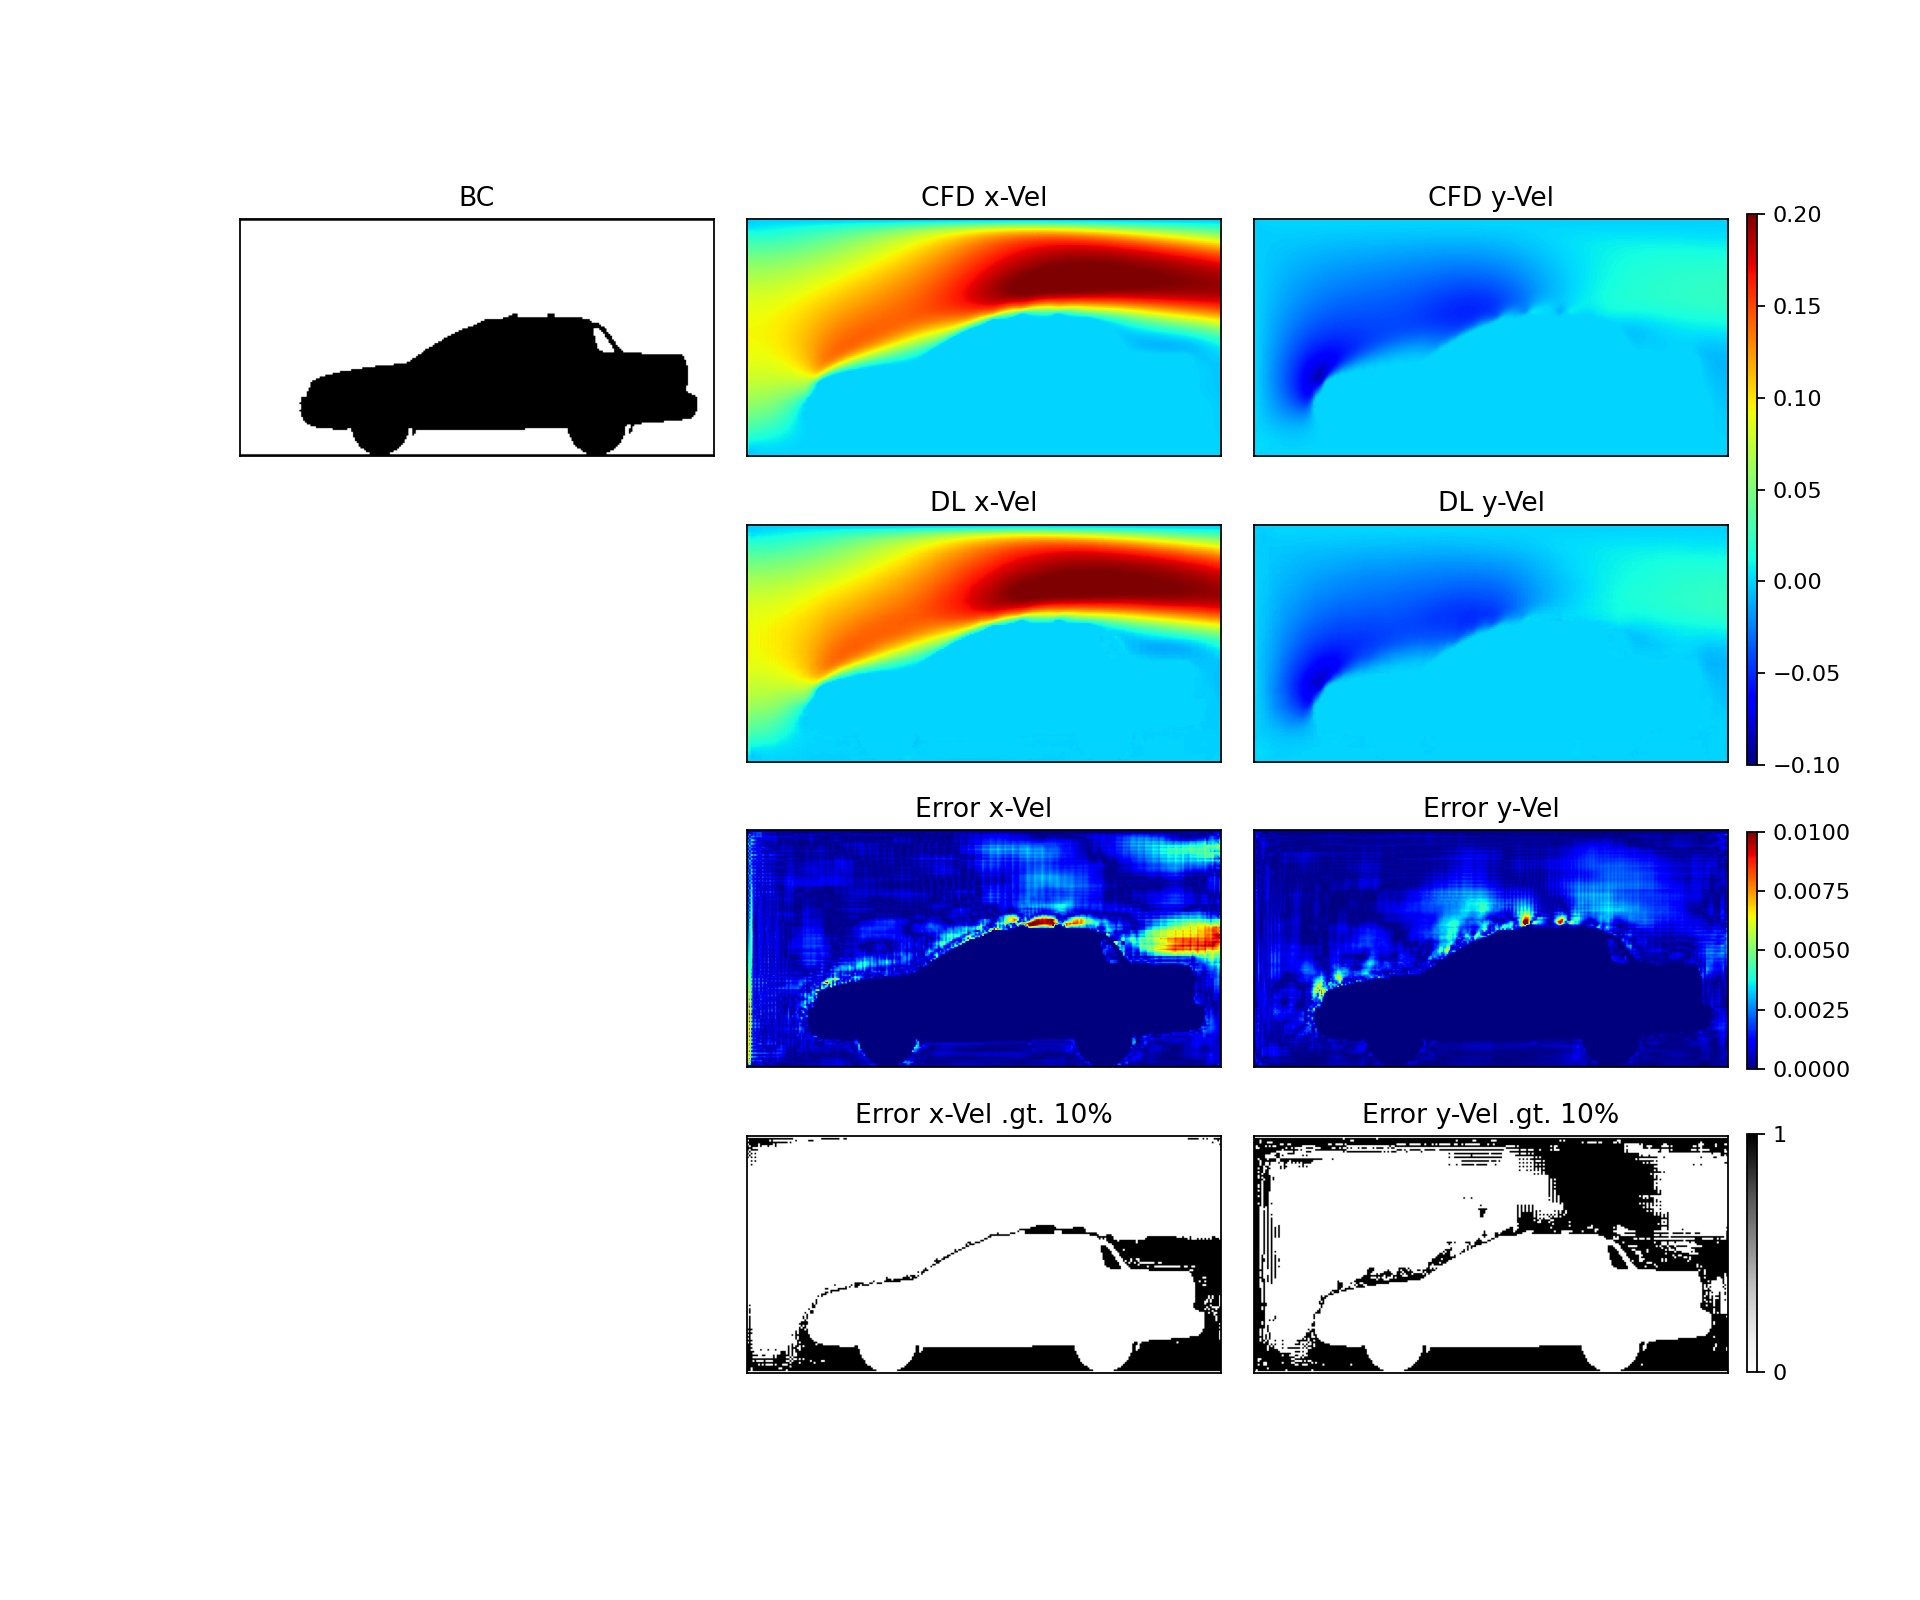 BC
CFD x-Vel
CFD y-Vel
0.20
0.15
0.10
0.05
0.00
−0.05
−0.10
DL x-Vel
DL y-Vel
Error x-Vel
Error y-Vel
0.0100
0.0075
0.0050
0.0025
0.0000
Error x-Vel .gt. 10%
Error y-Vel .gt. 10%
1
0